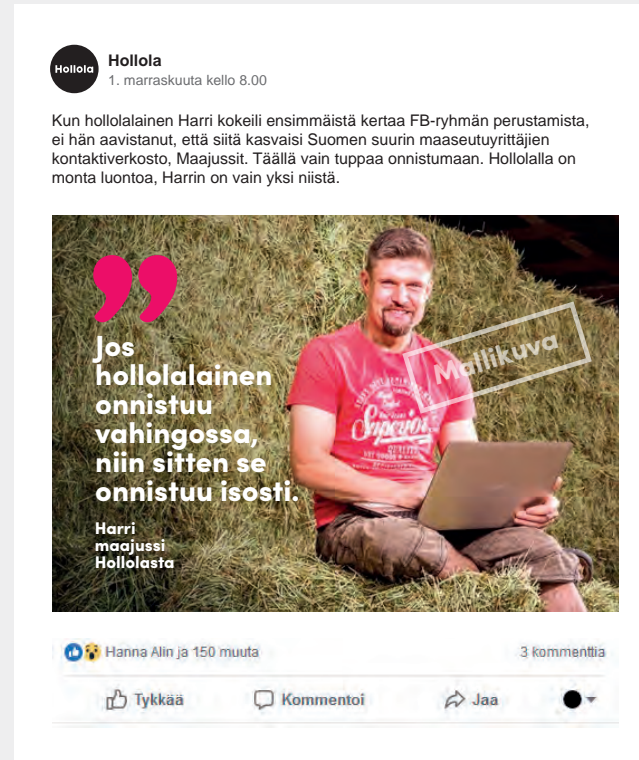 Hollola
Hollola
1. marraskuuta kello 8.00
Kun hollolalainen Harri kokeili ensimmäistä kertaa FB-ryhmän perustamista,
ei hän aavistanut, että siitä kasvaisi Suomen suurin maaseutuyrittäjien
kontaktiverkosto, Maajussit. Täällä vain tuppaa onnistumaan. Hollolalla on
monta luontoa, Harrin on vain yksi niistä.
Jos
hollolalainen
onnistuu
vahingossa,
niin sitten se
onnistuu isosti.
Harri
maajussi
Hollolasta
Mallikuva
Hanna Alin ja 150 muuta
3 kommenttia
Tykkää
Kommentoi
Jaa